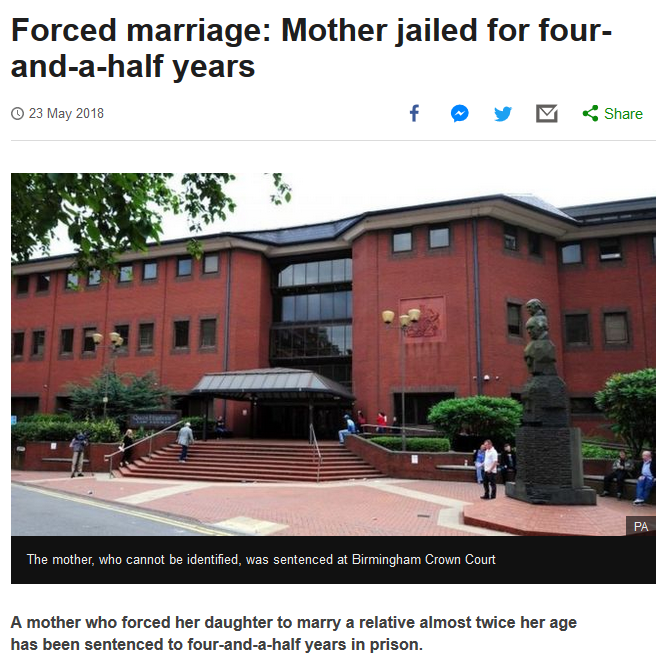 Forced marriage: Mother jailed for four-
and-a-half years
23 May 2018
Share
PA
The mother, who cannot be identified, was sentenced at Birmingham Crown Court
A mother who forced her daughter to marry a relative almost twice her age
has been sentenced to four-and-a-half years in prison.